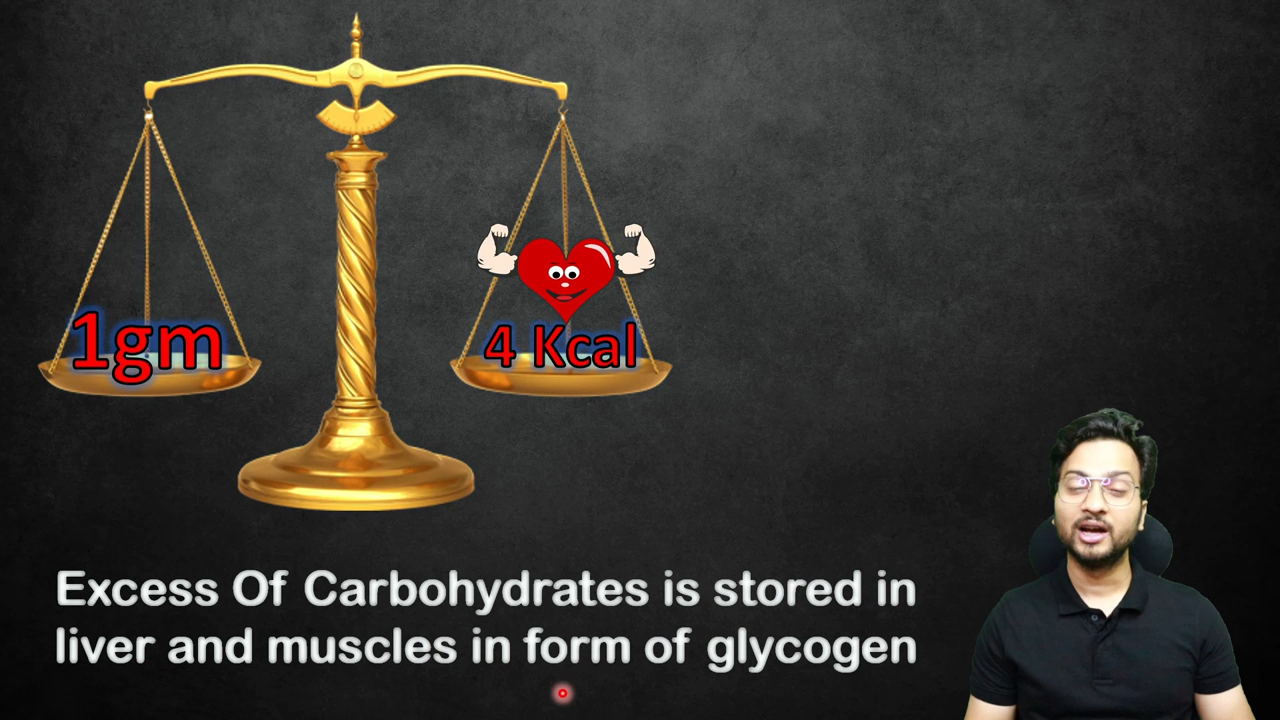 1gm
4 Kcal
Excess Of Carbohydrates is stored in
liver and muscles in form of glycogen